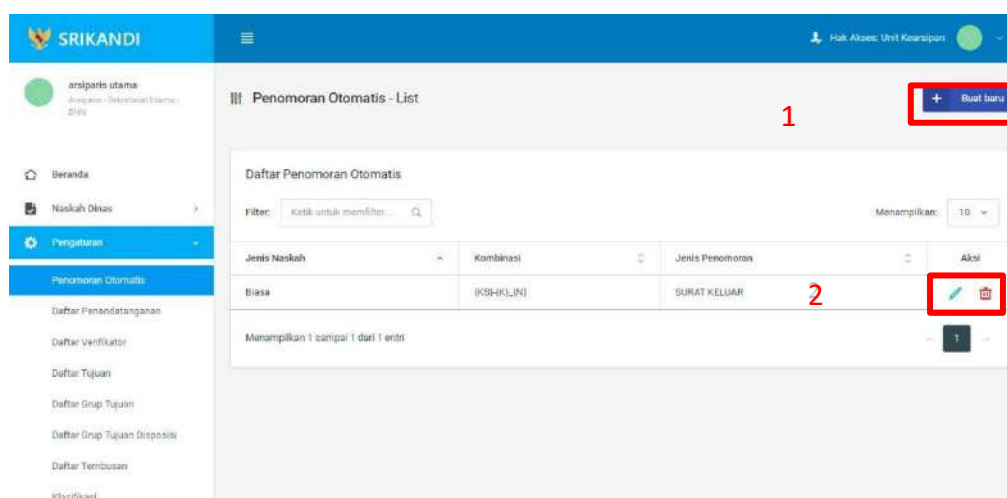 SRIKANDI
Hak Akses: Unit Kearsipan
arsiparis utama
Penomoran Otomatis - List
1
+ Buat baru
Beranda
Naskah Dinas
Pengaturan
Penomoran Otomatis
Daftar Penandatanganan
Daftar Verifikator
Daftar Tujuan
Daftar Grup Tujuan
Daftar Grup Tujuan Disposisi
Daftar Tembusan
Klasifikasi
Daftar Penomoran Otomatis
Filter: Ketik untuk memfilter...
Menampilkan: 10
Jenis Naskah Kombinasi Jenis Penomoran Aksi
Biasa SURAT KELUAR 2
Menampilkan 1 sampai 1 dari 1 entri
1